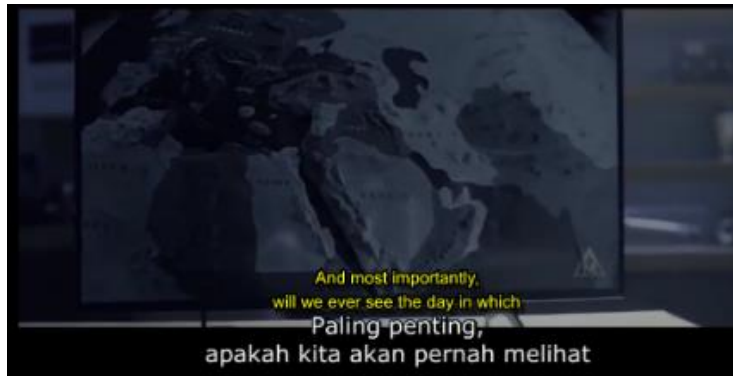 And most importantly,
will we ever see the day in which
Paling penting,
apakah kita akan pernah melihat